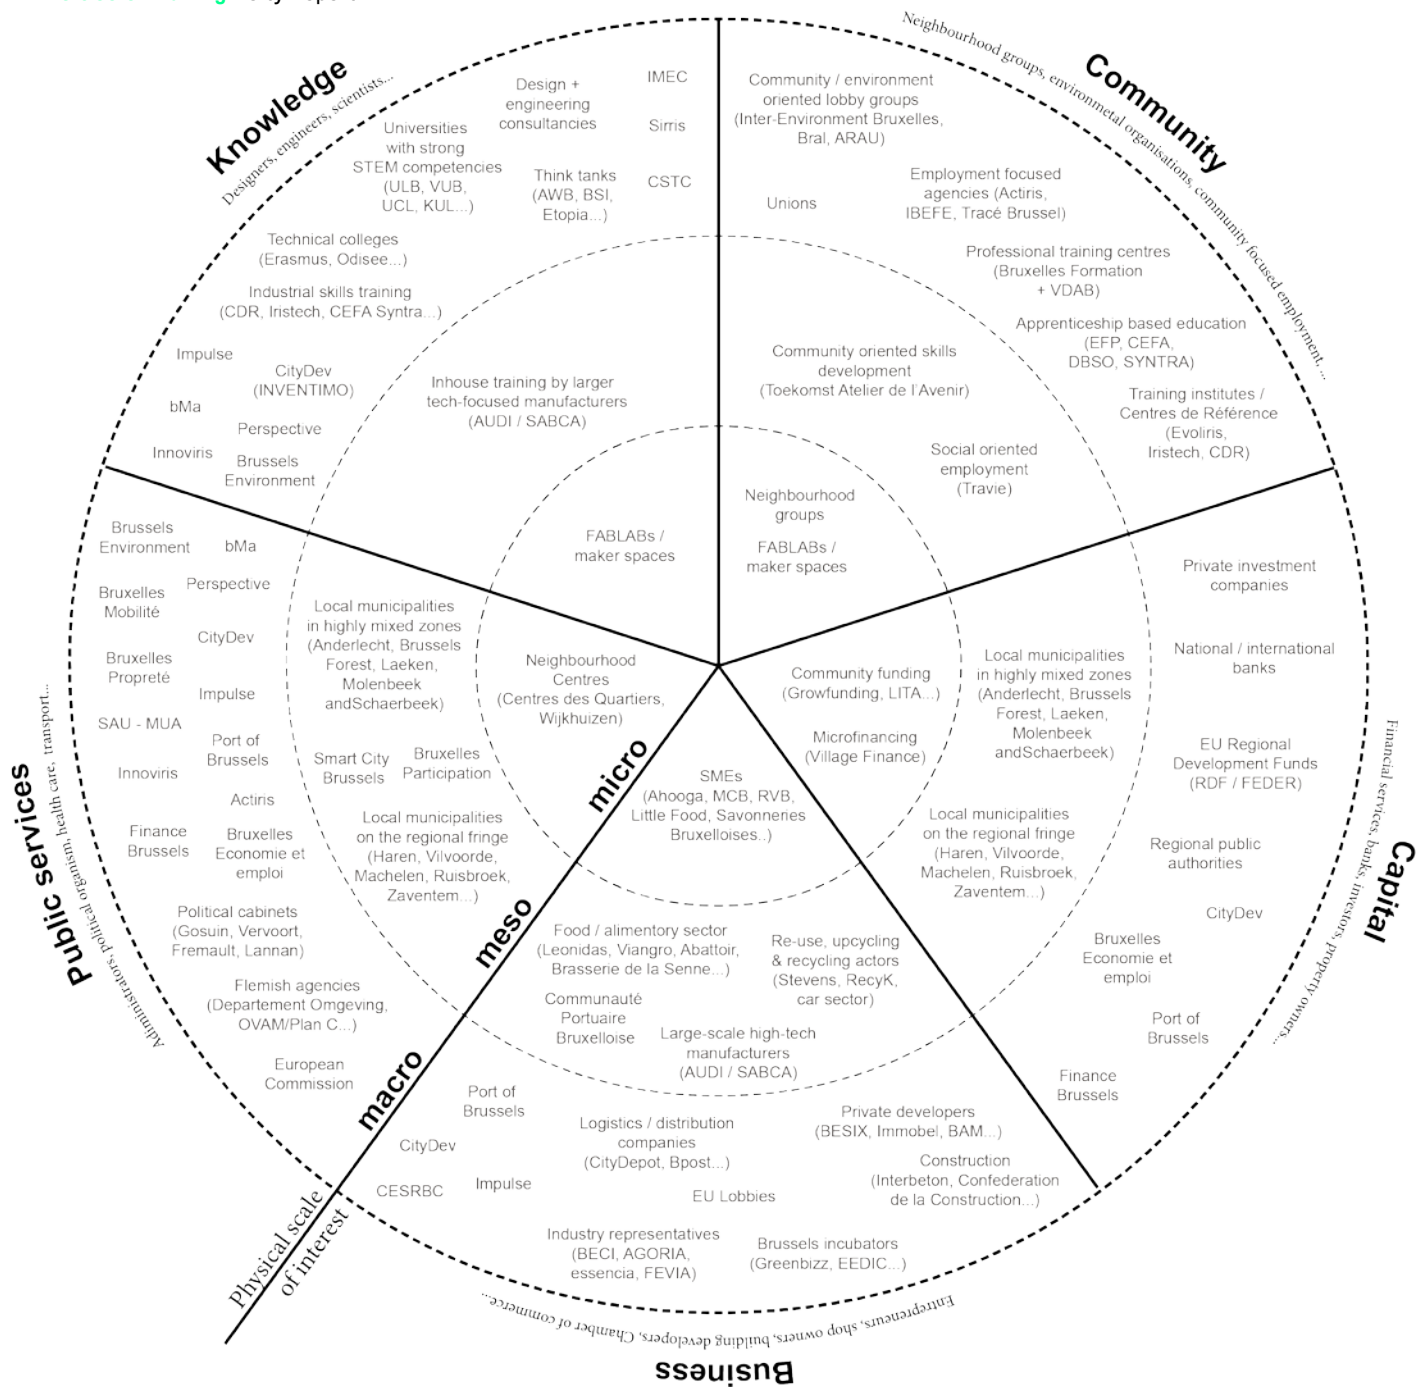 Knowledge
Designers, engineers, scientists...
IMEC
Design +
engineering
consultancies
Sirris
Universities
with strong
STEM competencies
(ULB, VUB,
UCL, KUL...)
Think tanks
(AWB, BSI,
Etopia...)
CSTC
Technical colleges
(Erasmus, Odisee...)
Industrial skills training
(CDR, Iristech, CEFA Syntra...)
Impulse
CityDev
(INVENTIMO)
bMa
Perspective
Innoviris
Brussels
Environment
Inhouse training by larger
tech-focused manufacturers
(AUDI / SABCA)
FABLABs /
maker spaces
Community
Neighbourhood groups, environmetal organisations, community focused employment, ...
Community / environment
oriented lobby groups
(Inter-Environment Bruxelles,
Bral, ARAU)
Employment focused
agencies (Actiris,
IBEFE, Tracé Brussel)
Unions
Professional training centres
(Bruxelles Formation
+ VDAB)
Apprenticeship based education
(EFP, CEFA,
DBSO, SYNTRA)
Training institutes /
Centres de Référence
(Evoliris,
Iristech, CDR)
Community oriented skills
development
(Toekomst Atelier de l'Avenir)
Social oriented
employment
(Travie)
Neighbourhood
groups
FABLABs /
maker spaces
Capital
Financial services, banks, investors, property owners...
Private investment
companies
National / international
banks
EU Regional
Development Funds
(RDF / FEDER)
Regional public
authorities
CityDev
Bruxelles
Economie et
emploi
Port of
Brussels
Finance
Brussels
Local municipalities
in highly mixed zones
(Anderlecht, Brussels
Forest, Laeken,
Molenbeek
andSchaerbeek)
Local municipalities
on the regional fringe
(Haren, Vilvoorde,
Machelen, Ruisbroek,
Zaventem...)
Community funding
(Growfunding, LITA...)
Microfinancing
(Village Finance)
Business
Entrepreneurs, shop owners, building developers, Chamber of commerce...
SMEs
(Ahooga, MCB, RVB,
Little Food, Savonneries
Bruxelloises..)
Food / alimentory sector
(Leonidas, Viangro, Abattoir,
Brasserie de la Senne...)
Re-use, upcycling
& recycling actors
(Stevens, RecyK,
car sector)
Communauté
Portuaire
Bruxelloise
Large-scale high-tech
manufacturers
(AUDI / SABCA)
Port of
Brussels
CityDev
CESRBC
Impulse
Logistics / distribution
companies
(CityDepot, Bpost...)
Private developers
(BESIX, Immobel, BAM...)
Construction
(Interbeton, Confederation
de la Construction...)
EU Lobbies
Industry representatives
(BECI, AGORIA,
essencia, FEVIA)
Brussels incubators
(Greenbizz, EEDIC...)
Public services
Adiministrators, political organism, health care, transport...
Brussels
Environment
bMa
Perspective
Bruxelles
Mobilité
CityDev
Bruxelles
Propreté
Impulse
SAU - MUA
Port of
Brussels
Innoviris
Actiris
Finance
Brussels
Bruxelles
Economie et
emploi
Political cabinets
(Gosuin, Vervoort,
Fremault, Lannan)
Flemish agencies
(Departement Omgeving,
OVAM/Plan C...)
European
Commission
Local municipalities
in highly mixed zones
(Anderlecht, Brussels
Forest, Laeken,
Molenbeek
andSchaerbeek)
Smart City
Brussels
Bruxelles
Participation
Local municipalities
on the regional fringe
(Haren, Vilvoorde,
Machelen, Ruisbroek,
Zaventem...)
Neighbourhood
Centres
(Centres des Quartiers,
Wijkhuizen)
micro
meso
macro
Physical scale
of interest